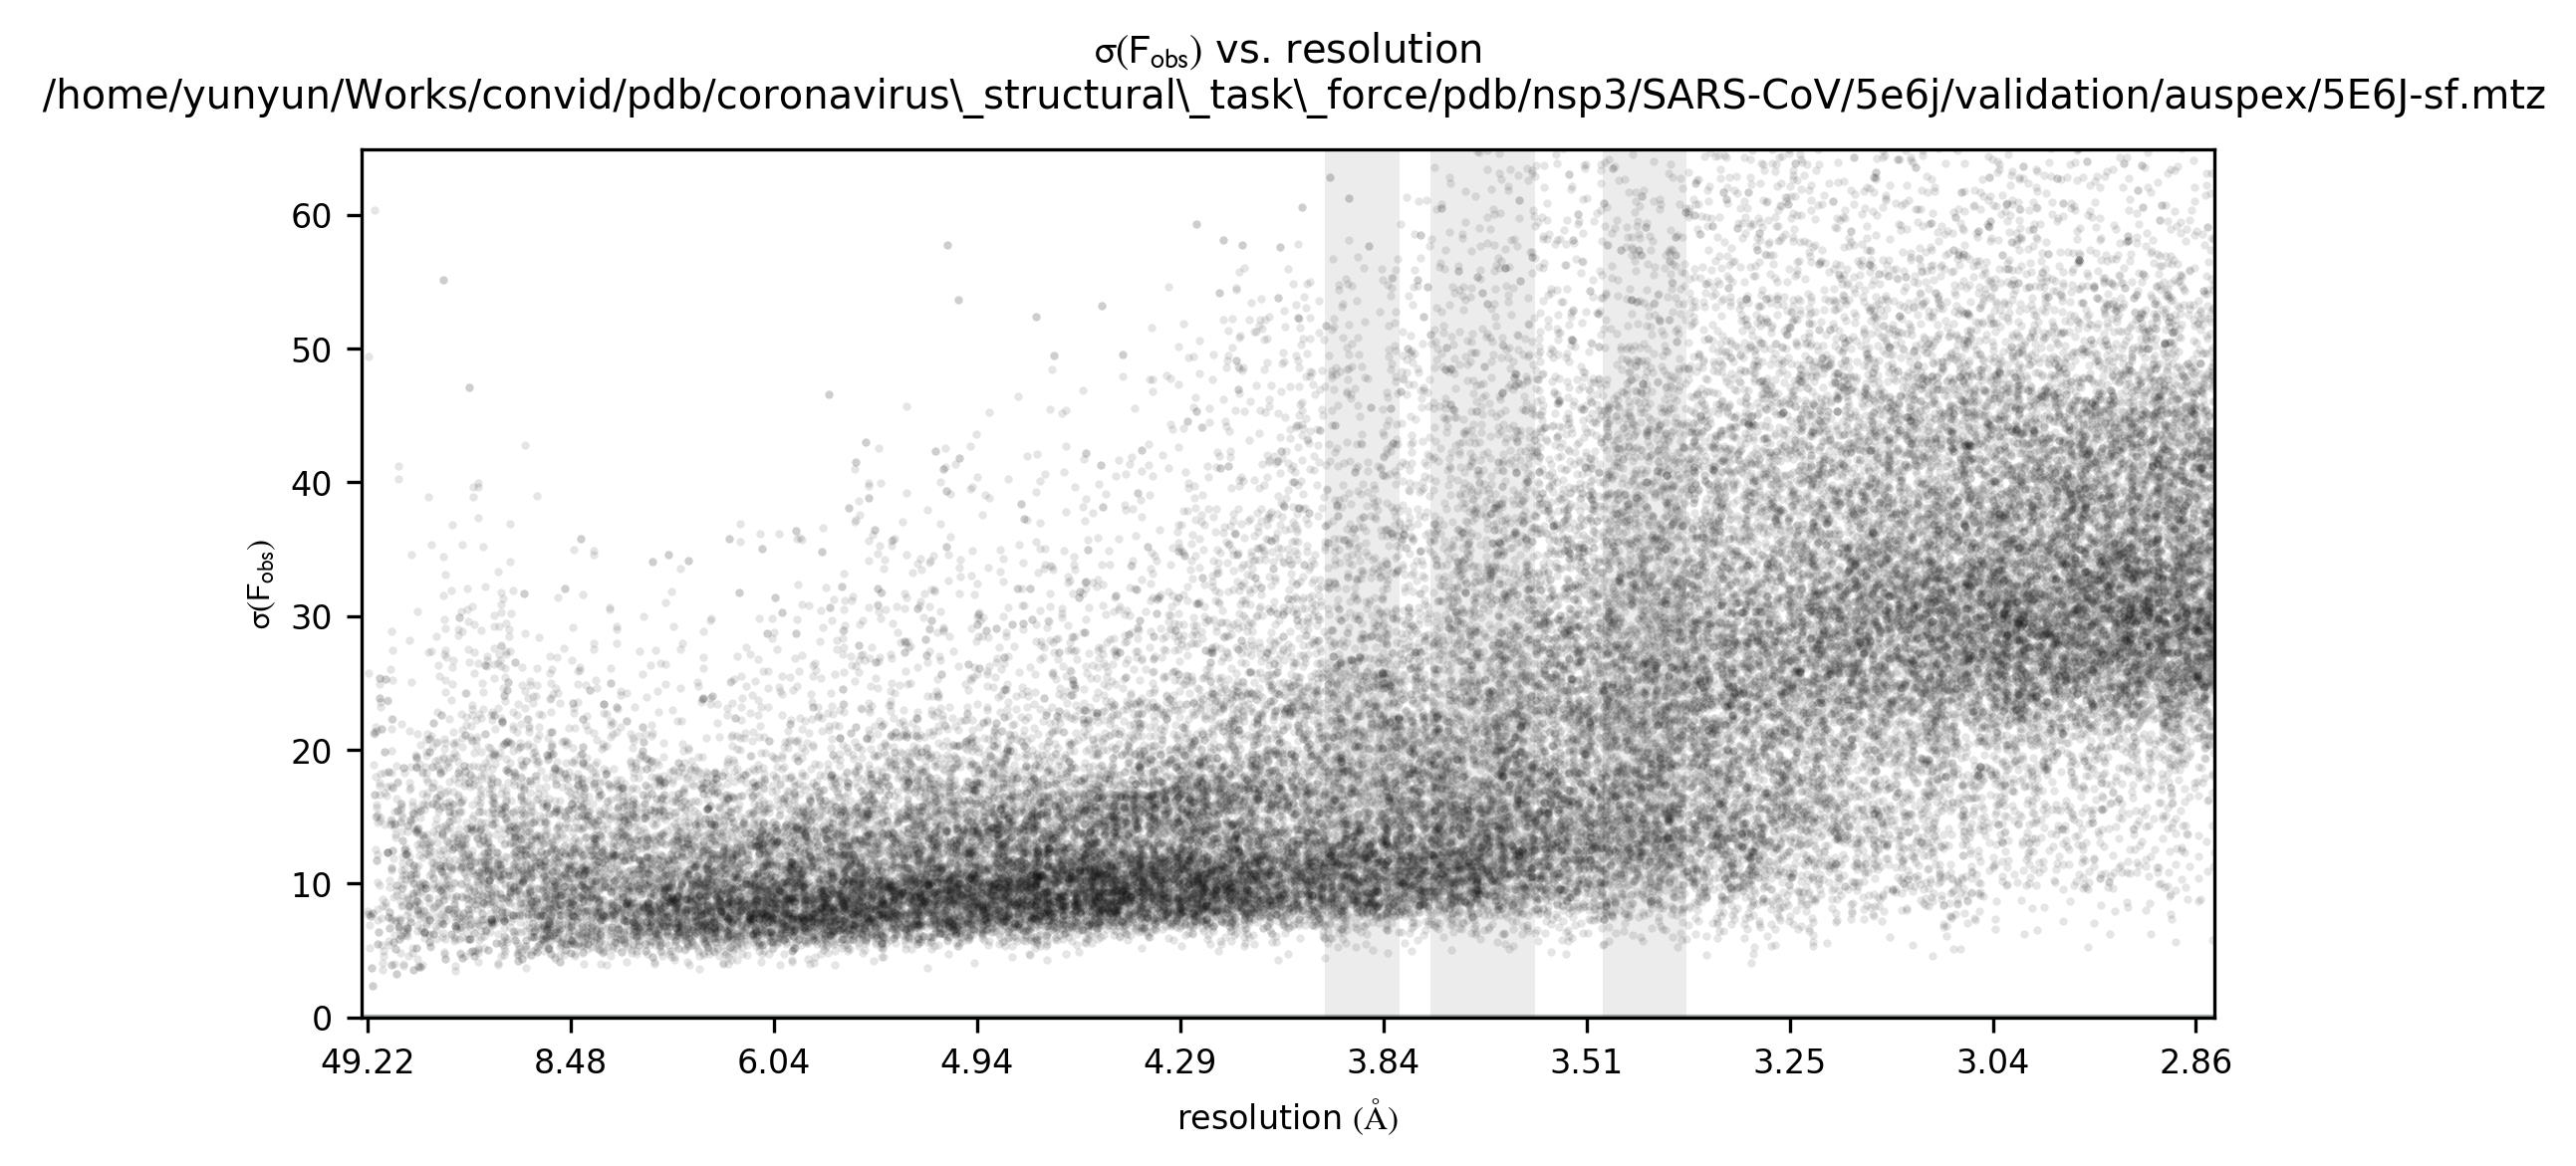 σ(Fobs) vs. resolution
/home/yunyun/Works/convid/pdb/coronavirus\_structural\_task\_force/pdb/nsp3/SARS-CoV/5e6j/validation/auspex/5E6J-sf.mtz
60
50
40
30
20
10
0
σ(Fobs)
49.22 8.48 6.04 4.94 4.29 3.84 3.51 3.25 3.04 2.86
resolution (Å)